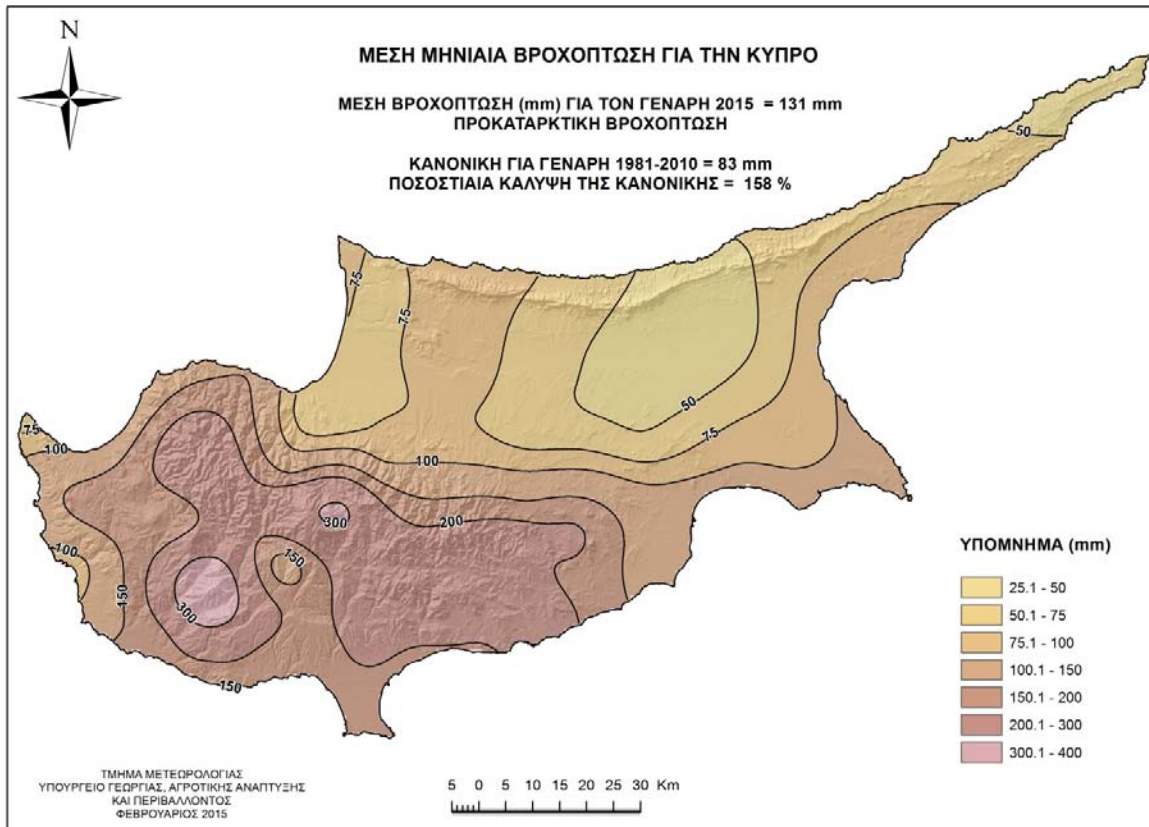 N
ΜΕΣΗ ΜΗΝΙΑΙΑ ΒΡΟΧΟΠΤΩΣΗ ΓΙΑ ΤΗΝ ΚΥΠΡΟ
ΜΕΣΗ ΒΡΟΧΟΠΤΩΣΗ (mm) ΓΙΑ ΤΟΝ ΓΕΝΑΡΗ 2015 = 131 mm
ΠΡΟΚΑΤΑΡΚΤΙΚΗ ΒΡΟΧΟΠΤΩΣΗ
ΚΑΝΟΝΙΚΗ ΓΙΑ ΓΕΝΑΡΗ 1981-2010 = 83 mm
ΠΟΣΟΣΤΙΑΙΑ ΚΑΛΥΨΗ ΤΗΣ ΚΑΝΟΝΙΚΗΣ = 158 %
50
75
75
50
75
75
100
100
200
300
150
100
150
300
150
ΥΠΟΜΝΗΜΑ (mm)
25.1 - 50
50.1 - 75
75.1 - 100
100.1 - 150
150.1 - 200
200.1 - 300
300.1 - 400
ΤΜΗΜΑ ΜΕΤΕΩΡΟΛΟΓΙΑΣ
ΥΠΟΥΡΓΕΙΟ ΓΕΩΡΓΙΑΣ, ΑΓΡΟΤΙΚΗΣ ΑΝΑΠΤΥΞΗΣ
ΚΑΙ ΠΕΡΙΒΑΛΛΟΝΤΟΣ
ΦΕΒΡΟΥΑΡΙΟΣ 2015
5 0 5 10 15 20 25 30 Km